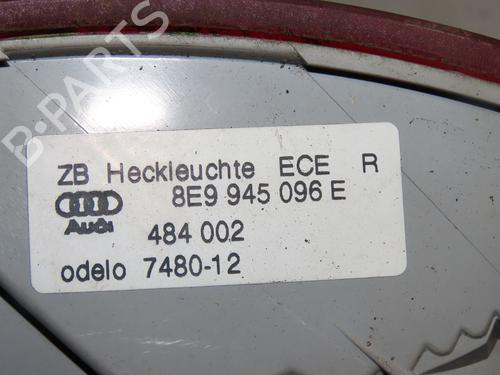 B-PARTS
ZB Heckleuchte ECE R
8E9 945 096 E
Audi
484 002
odelo 7480-12